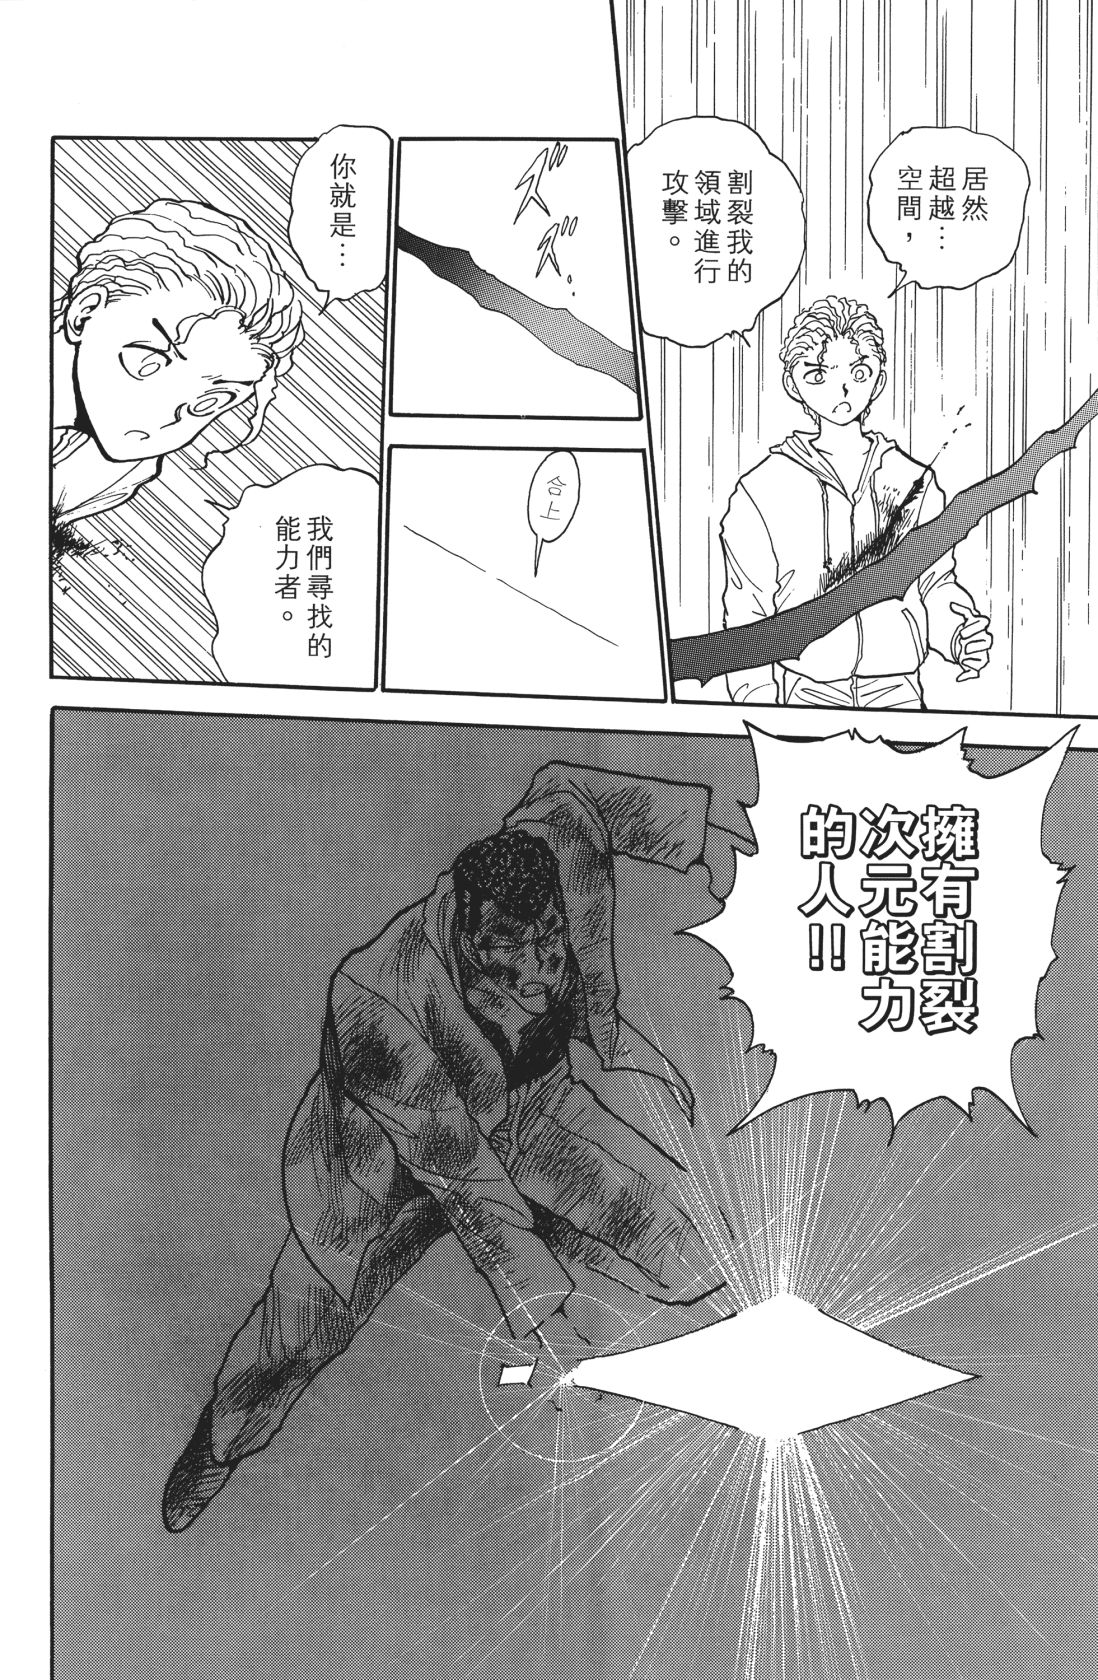 居然
超越…
空間，
割裂我的
領域進行
攻擊。
ズズ…
合上
你就是…
我們尋找的
能力者。
擁有割裂
次元能力
的人!!